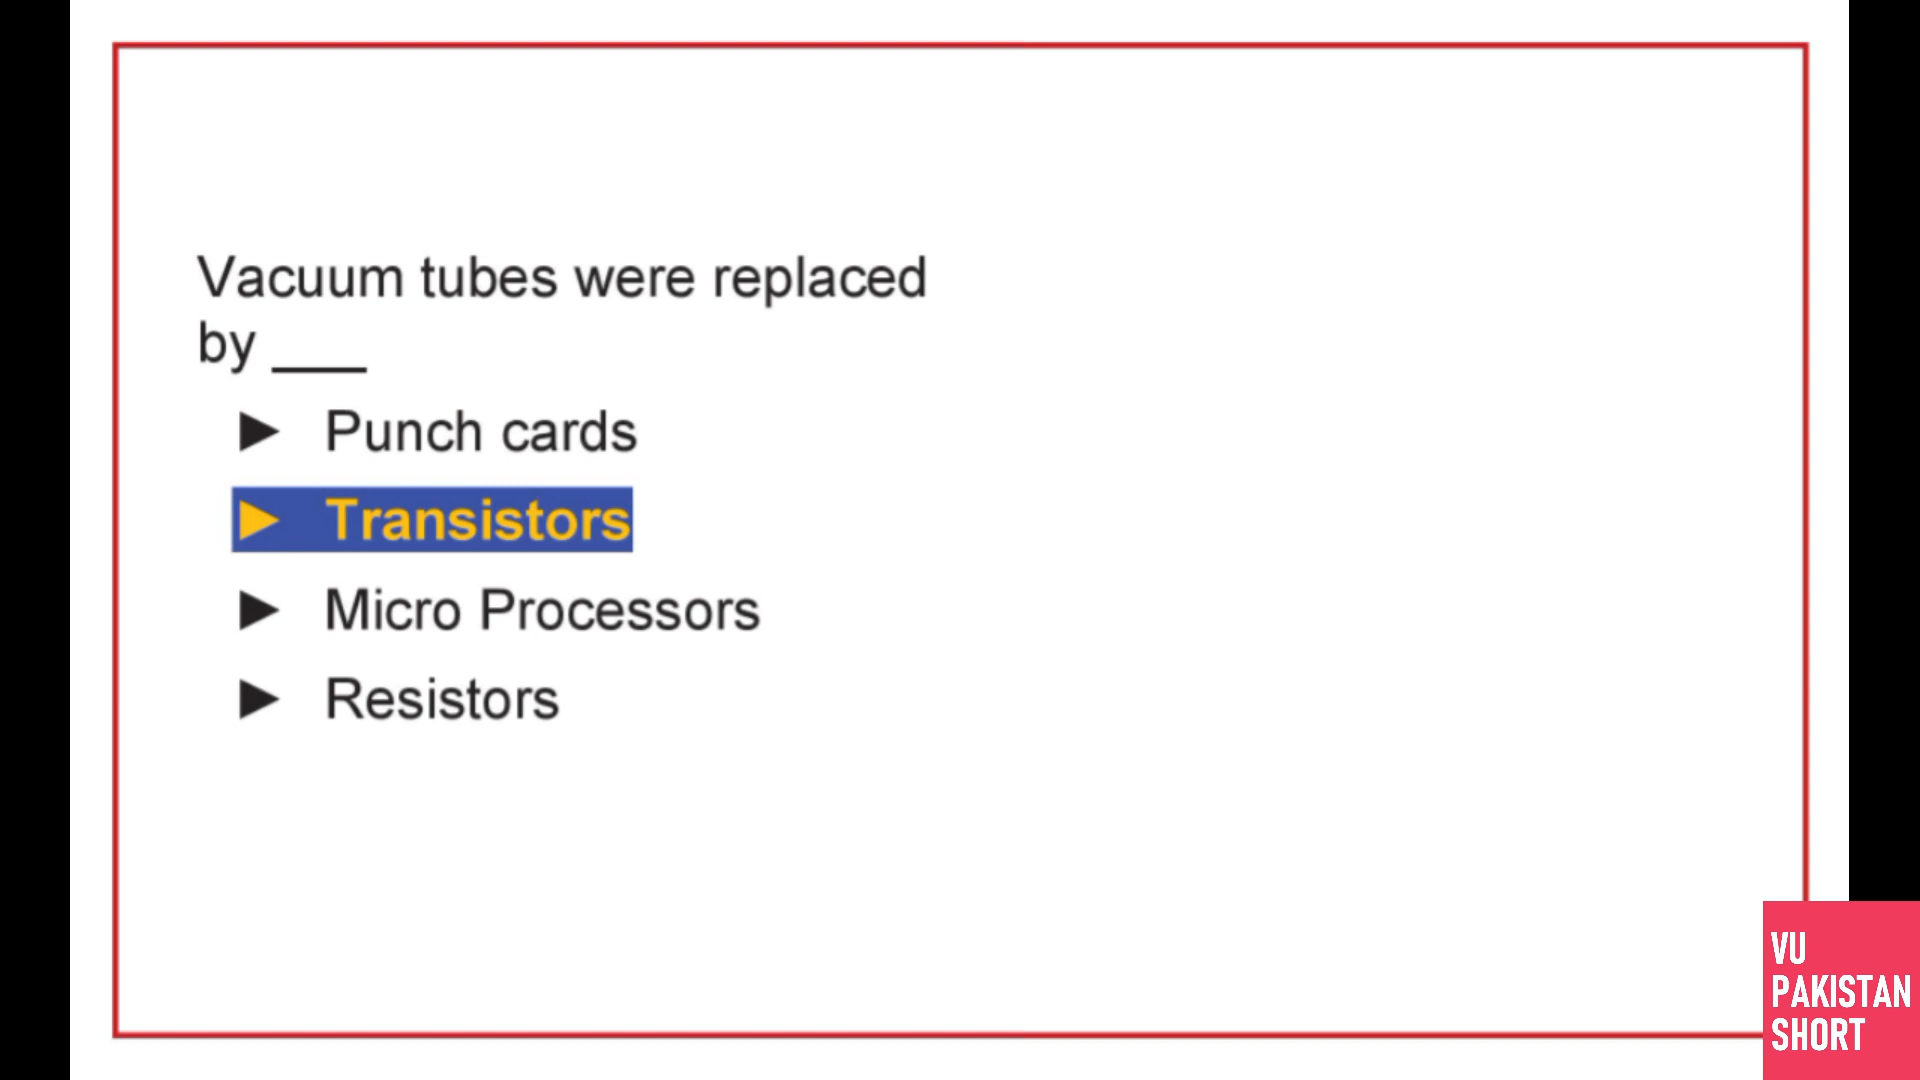 Vacuum tubes were replaced
by ___
► Punch cards
► Transistors
► Micro Processors
► Resistors
VU
PAKISTAN
SHORT